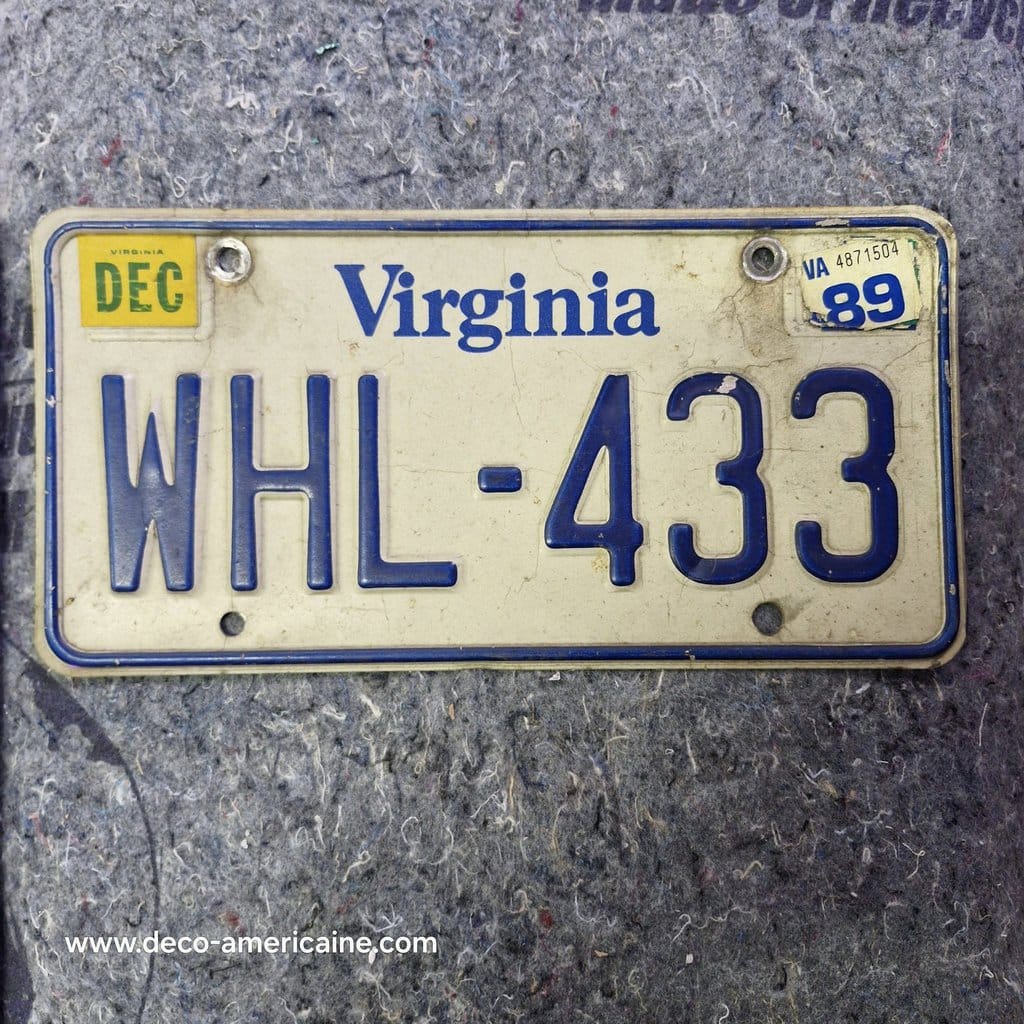 VIRGINIA
DEC
Virginia
VA 4871504
89
WHL-433
www.deco-americaine.com